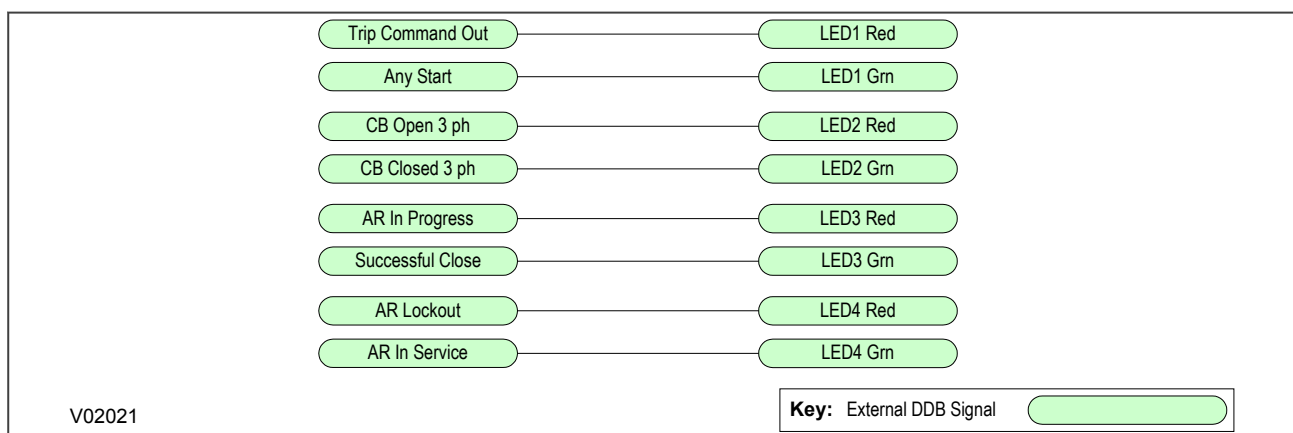 Trip Command Out LED1 Red
Any Start LED1 Grn
CB Open 3 ph LED2 Red
CB Closed 3 ph LED2 Grn
AR In Progress LED3 Red
Successful Close LED3 Grn
AR Lockout LED4 Red
AR In Service LED4 Grn
V02021
Key: External DDB Signal